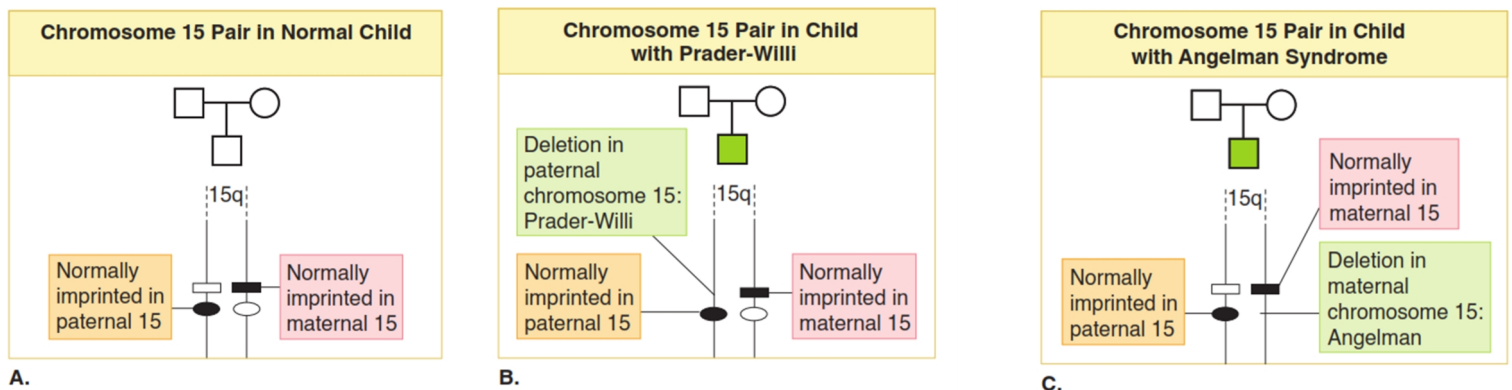 Chromosome 15 Pair in Normal Child
15q
Normally
imprinted in
paternal 15
Normally
imprinted in
maternal 15
A.
Chromosome 15 Pair in Child
with Prader-Willi
Deletion in
paternal
chromosome 15:
Prader-Willi
15q
Normally
imprinted in
paternal 15
Normally
imprinted in
maternal 15
B.
Chromosome 15 Pair in Child
with Angelman Syndrome
15q
Normally
imprinted in
maternal 15
Normally
imprinted in
paternal 15
Deletion in
maternal
chromosome 15:
Angelman
C.